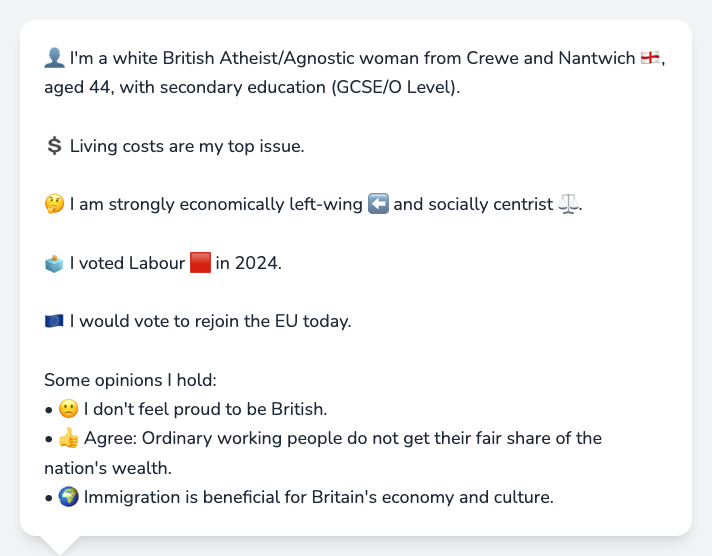 👤 I'm a white British Atheist/Agnostic woman from Crewe and Nantwich 🏴󠁧󠁢󠁥󠁮󠁧󠁿,
aged 44, with secondary education (GCSE/O Level).
💲 Living costs are my top issue.
🤔 I am strongly economically left-wing ⬅️ and socially centrist ⚖️.
🗳️ I voted Labour 🟥 in 2024.
🇪🇺 I would vote to rejoin the EU today.
Some opinions I hold:
• 🙁 I don't feel proud to be British.
• 👍 Agree: Ordinary working people do not get their fair share of the
nation's wealth.
• 🌍 Immigration is beneficial for Britain's economy and culture.